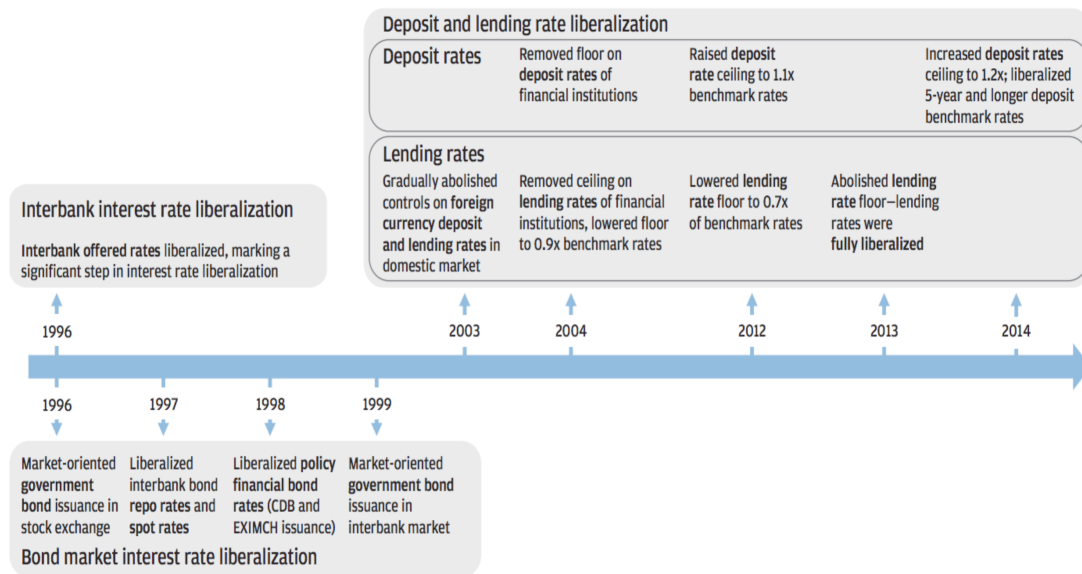 Deposit and lending rate liberalization
Deposit rates
Removed floor on
deposit rates of
financial institutions
Raised deposit
rate ceiling to 1.1x
benchmark rates
Increased deposit rates
ceiling to 1.2x; liberalized
5-year and longer deposit
benchmark rates
Lending rates
Gradually abolished
controls on foreign
currency deposit
and lending rates in
domestic market
Removed ceiling on
lending rates of financial
institutions, lowered floor
to 0.9x benchmark rates
Lowered lending
rate floor to 0.7x
of benchmark rates
Abolished lending
rate floor—lending
rates were
fully liberalized
Interbank interest rate liberalization
Interbank offered rates liberalized, marking a
significant step in interest rate liberalization
1996
2003
2004
2012
2013
2014
1996
1997
1998
1999
Market-oriented
government
bond issuance in
stock exchange
Liberalized
interbank bond
repo rates and
spot rates
Liberalized policy
financial bond
rates (CDB and
EXIMCH issuance)
Market-oriented
government bond
issuance in
interbank market
Bond market interest rate liberalization